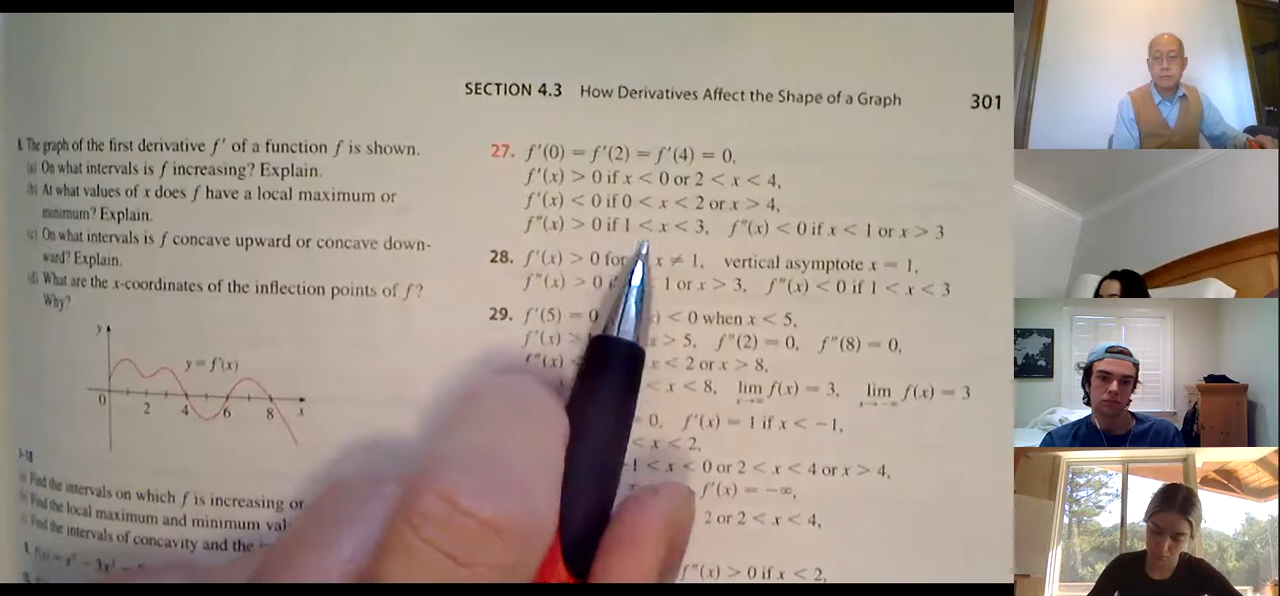 SECTION 4.3 How Derivatives Affect the Shape of a Graph 301
The graph of the first derivative f′ of a function f is shown.
(a) On what intervals is f increasing? Explain.
(b) At what values of x does f have a local maximum or
minimum? Explain.
(c) On what intervals is f concave upward or concave down-
ward? Explain.
(d) What are the x-coordinates of the inflection points of f?
Why?
y
y = f′(x)
0 2 4 6 8 x
Find the intervals on which f is increasing or
Find the local maximum and minimum
Find the intervals of concavity and the
27. f′(0) = f′(2) = f′(4) = 0,
f′(x) > 0 if x < 0 or 2 < x < 4,
f′(x) < 0 if 0 < x < 2 or x > 4,
f″(x) > 0 if 1 < x < 3, f″(x) < 0 if x < 1 or x > 3
28. f′(x) > 0 for x ≠ 1, vertical asymptote x = 1,
f″(x) > 0 1 or x > 3, f″(x) < 0 if 1 < x < 3
29. f′(5) = 0 < 0 when x < 5,
f′(x) > x > 5, f″(2) = 0, f″(8) = 0,
f″(x) < x < 2 or x > 8,
< x < 8, lim x→∞ f(x) = 3, lim x→−∞ f(x) = 3
0, f′(x) = 1 if x < −1,
< x < 2,
1 < x < 0 or 2 < x < 4 or x > 4,
f′(x) = −∞,
2 or 2 < x < 4,
f″(x) > 0 if x < 2,